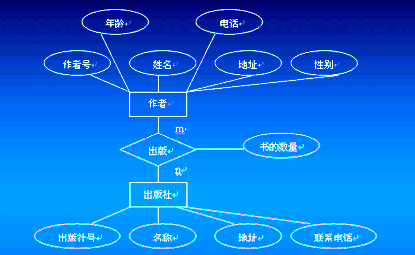 年龄
电话
作者号
姓名
地址
性别
作者
m
出版
书的数量
n
出版社
出版社号
名称
地址
联系电话